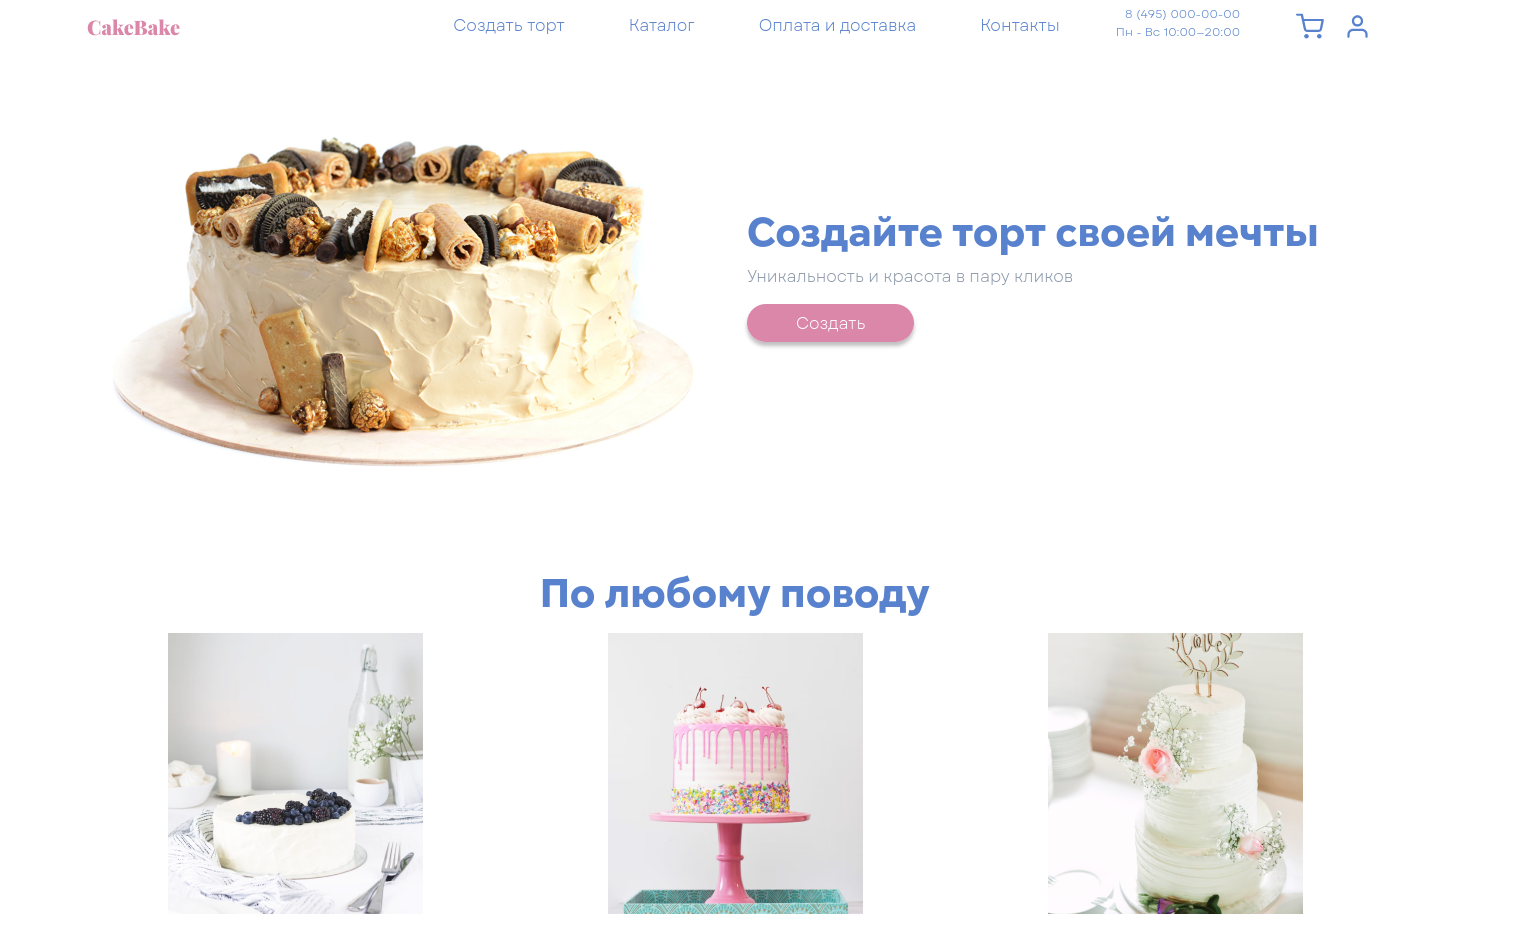 CakeBake
Создать торт
Каталог
Оплата и доставка
Контакты
8 (495) 000-00-00
Пн - Вс 10:00—20:00
Создайте торт своей мечты
Уникальность и красота в пару кликов
Создать
По любому поводу
Love